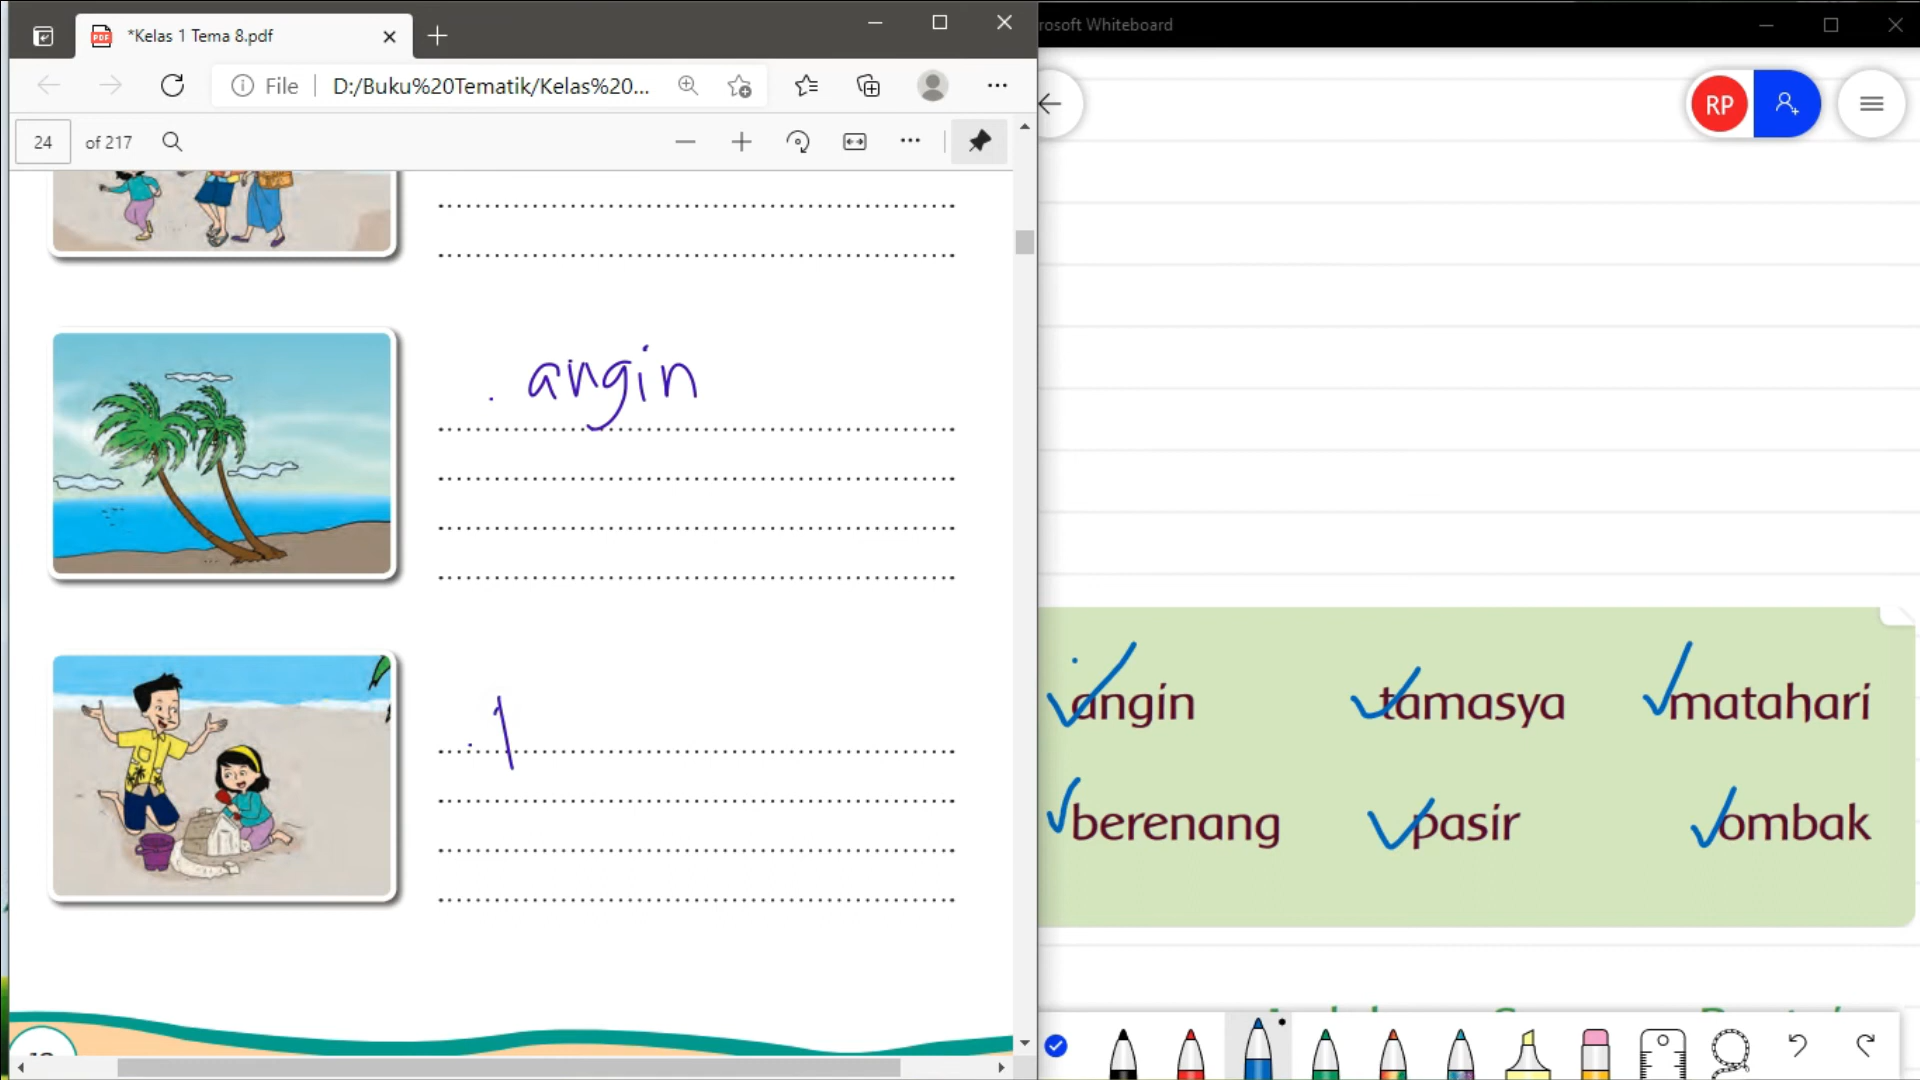 *Kelas 1 Tema 8.pdf
rosoft Whiteboard
File
D:/Buku%20Tematik/Kelas%20...
RP
24
of 217
angin
angin
tamasya
matahari
berenang
pasir
ombak